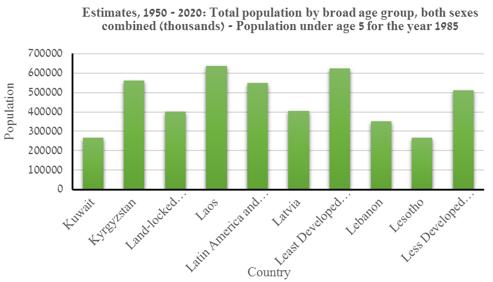 Estimates, 1950 - 2020: Total population by broad age group, both sexes
combined (thousands) - Population under age 5 for the year 1985
Population
700000
600000
500000
400000
300000
200000
100000
0
Kuwait
Kyrgyzstan
Land-locked...
Laos
Latin America and...
Latvia
Least Developed...
Lebanon
Lesotho
Less Developed...
Country